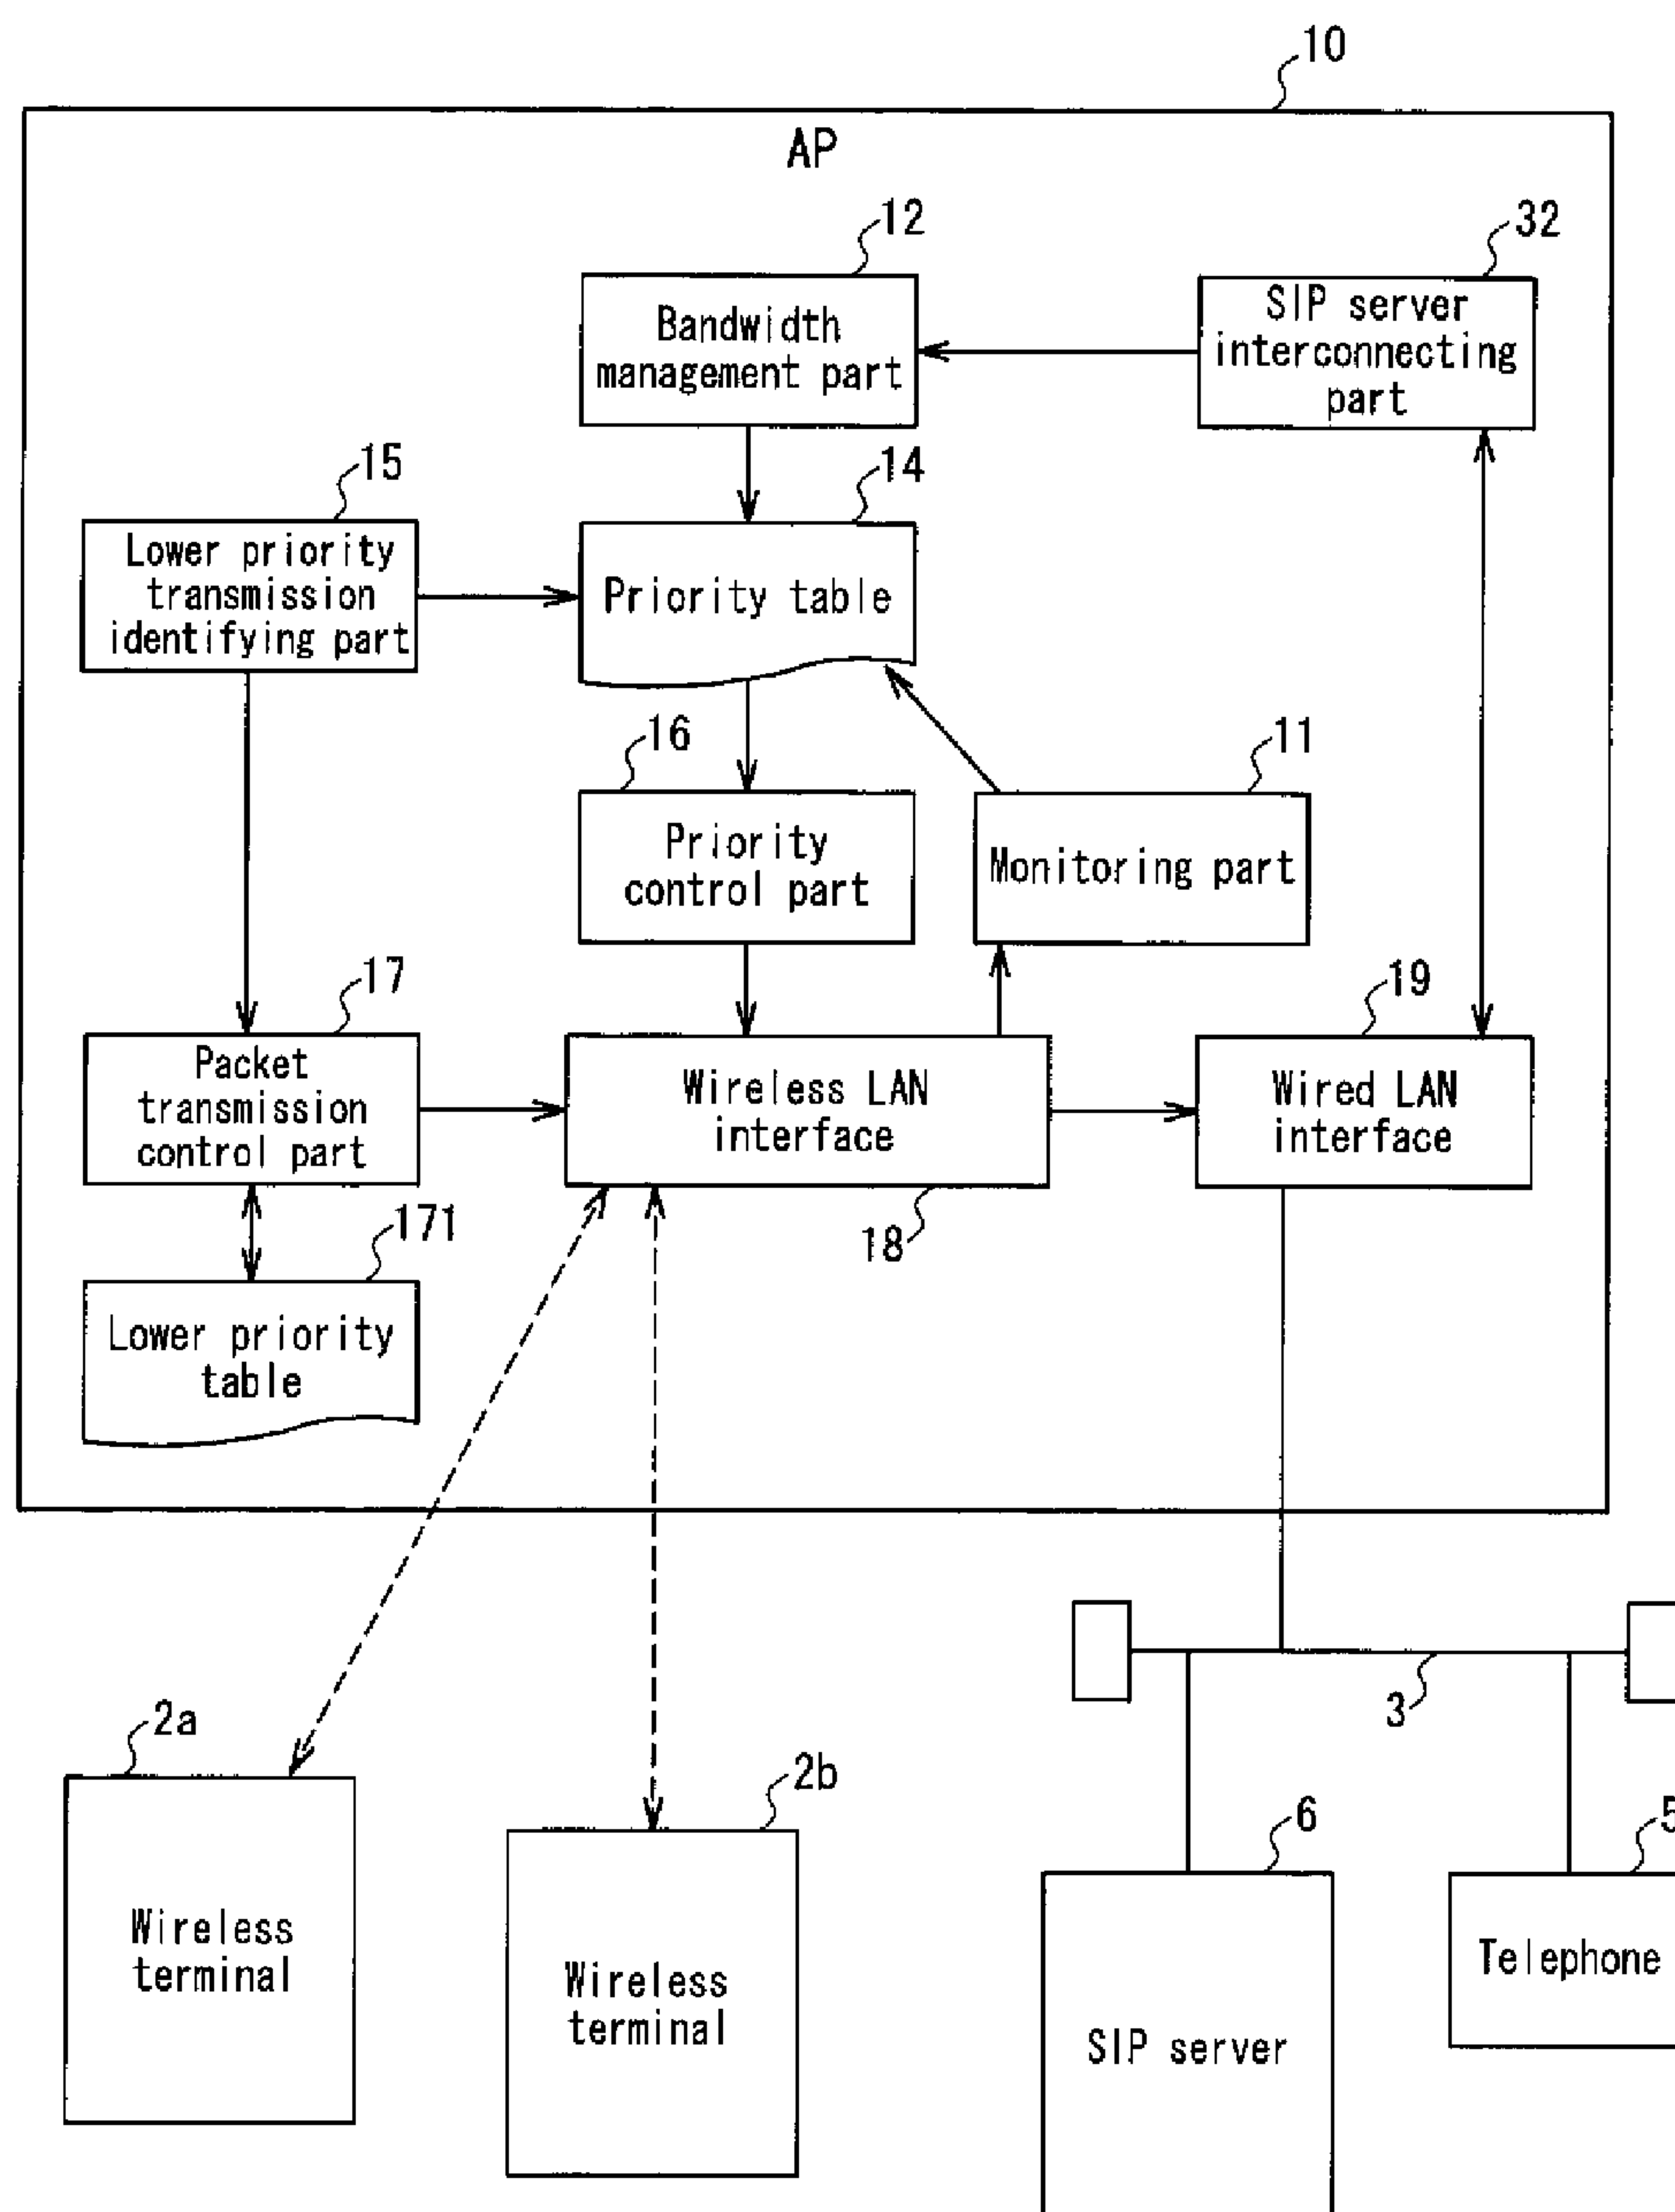 10
AP
12
32
Bandwidth
management part
SIP server
interconnecting
part
15
14
Lower priority
transmission
identifying part
Priority table
16
11
Priority
control part
Monitoring part
17
19
Packet
transmission
control part
Wireless LAN
interface
Wired LAN
interface
171
18
Lower priority
table
3
2a
2b
6
5
Wireless
terminal
Wireless
terminal
Telephone
SIP server